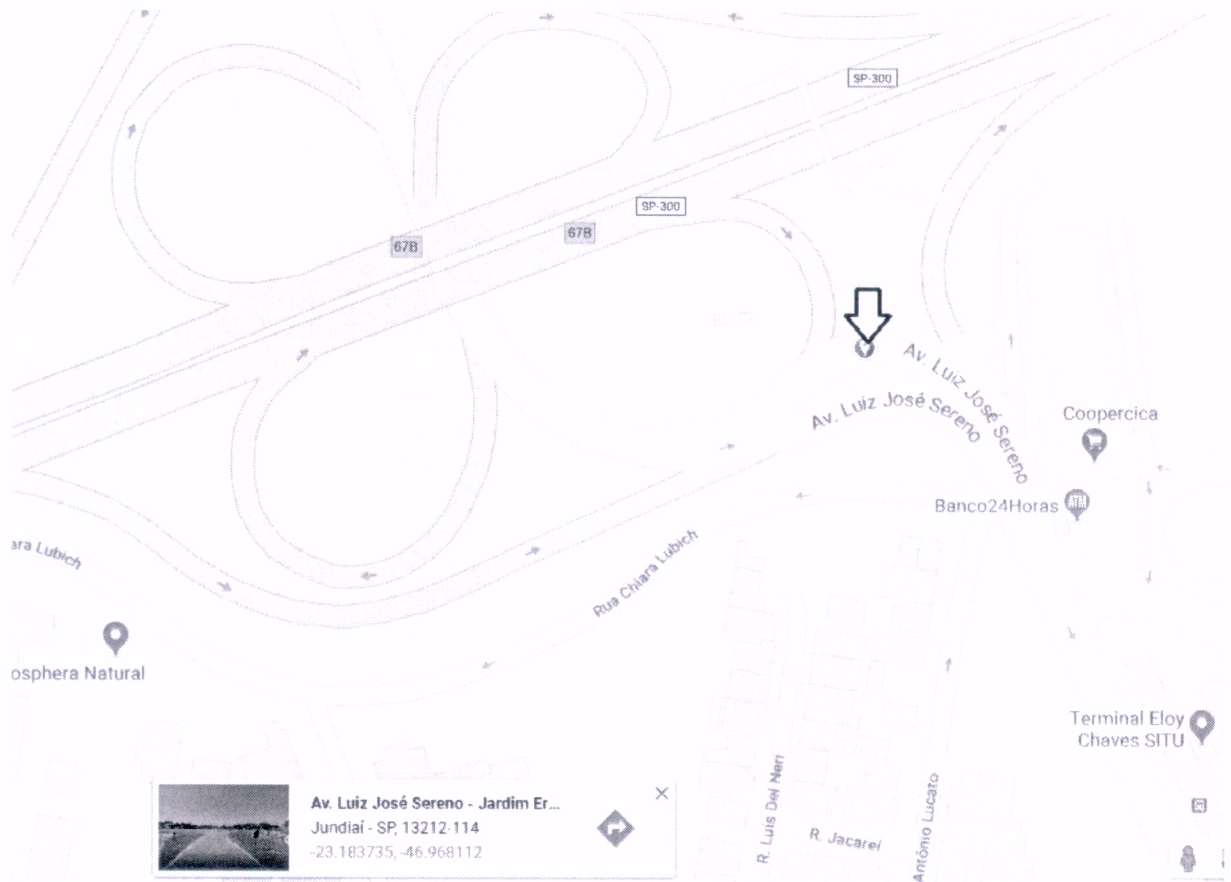 SP-300
SP-300
67B
67B
Av. Luiz José Sereno
Av. Luiz José Sereno
Coopercica
Banco24Horas
ara Lubich
Rua Chiara Lubich
osphera Natural
Terminal Eloy
Chaves SITU
R. Luis Del Neri
R. Jacareí
Antônio Lucato
Av. Luiz José Sereno - Jardim Er...
Jundiaí - SP, 13212-114
-23.183735, -46.968112